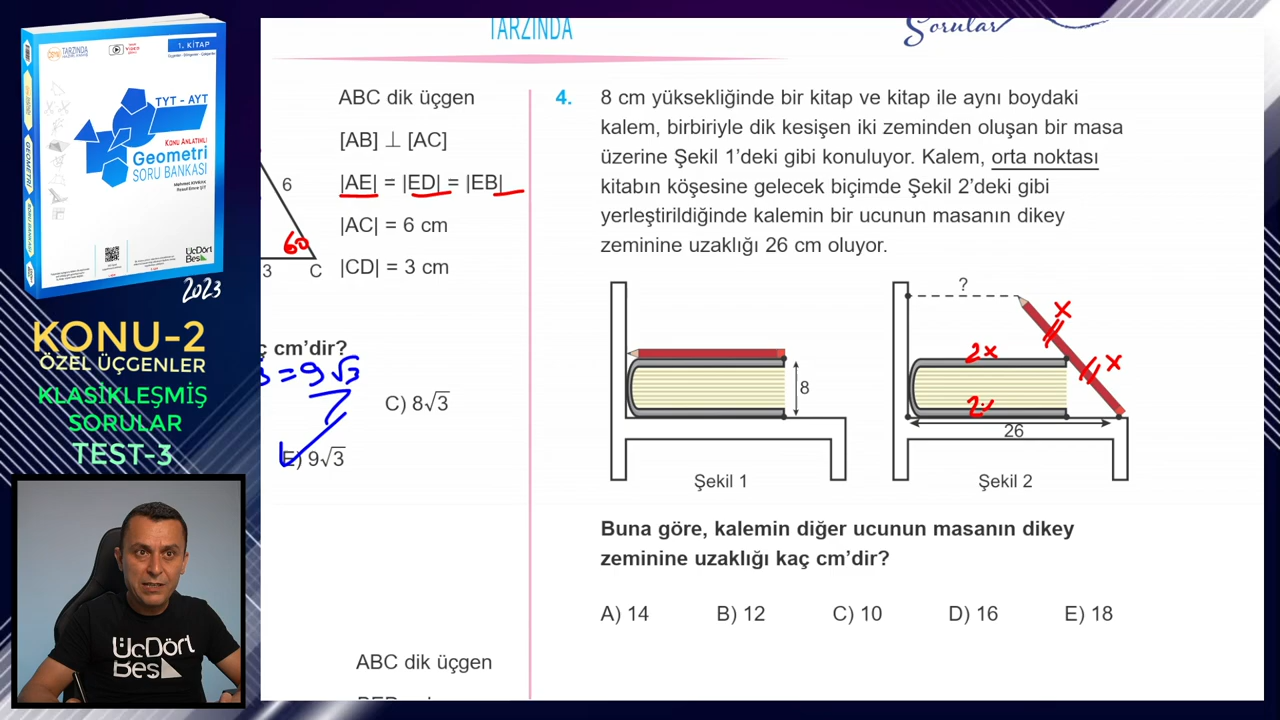 TARZINDA
Sorular
TARZINDA
1. KİTAP
TYT - AYT
KONU ANLATIMLI
Geometri
SORU BANKASI
GEOMETRİ
ÜçDört
Beş
2023
KONU-2
ÖZEL ÜÇGENLER
KLASİKLEŞMİŞ
SORULAR
TEST-3
ÜçDört
Beş
ABC dik üçgen
[AB] ⊥ [AC]
|AE| = |ED| = |EB|
|AC| = 6 cm
|CD| = 3 cm
6
60
3
C
ç cm’dir?
= 9√3
C) 8√3
E) 9√3
ABC dik üçgen
4. 8 cm yüksekliğinde bir kitap ve kitap ile aynı boydaki
kalem, birbiriyle dik kesişen iki zeminden oluşan bir masa
üzerine Şekil 1’deki gibi konuluyor. Kalem, orta noktası
kitabın köşesine gelecek biçimde Şekil 2’deki gibi
yerleştirildiğinde kalemin bir ucunun masanın dikey
zeminine uzaklığı 26 cm oluyor.
8
Şekil 1
?
x
x
2x
2x
26
Şekil 2
Buna göre, kalemin diğer ucunun masanın dikey
zeminine uzaklığı kaç cm’dir?
A) 14 B) 12 C) 10 D) 16 E) 18